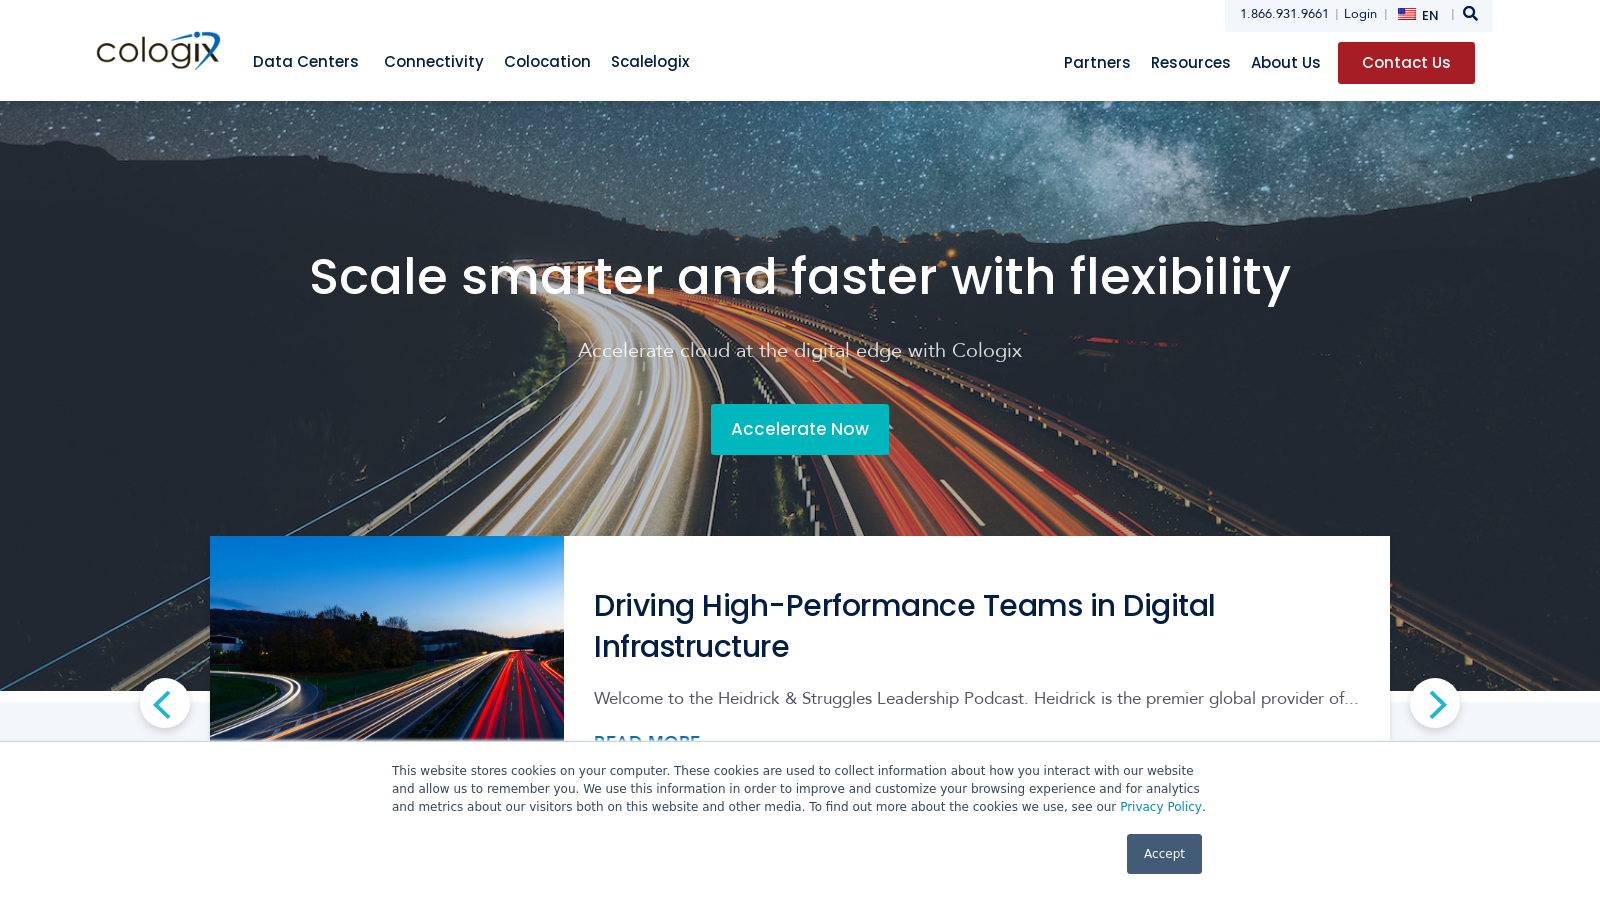 1.866.931.9661 | Login | EN |
cologix
Data Centers Connectivity Colocation Scalelogix
Partners Resources About Us Contact Us
Scale smarter and faster with flexibility
Accelerate cloud at the digital edge with Cologix
Accelerate Now
Driving High-Performance Teams in Digital
Infrastructure
Welcome to the Heidrick & Struggles Leadership Podcast. Heidrick is the premier global provider of...
READ MORE
This website stores cookies on your computer. These cookies are used to collect information about how you interact with our website
and allow us to remember you. We use this information in order to improve and customize your browsing experience and for analytics
and metrics about our visitors both on this website and other media. To find out more about the cookies we use, see our Privacy Policy.
Accept